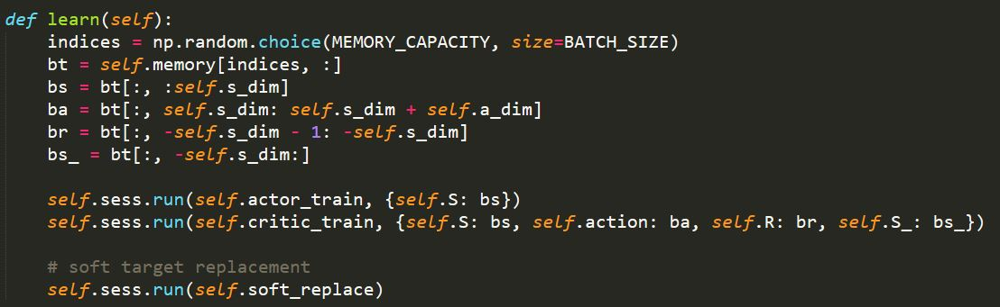 def learn(self):
    indices = np.random.choice(MEMORY_CAPACITY, size=BATCH_SIZE)
    bt = self.memory[indices, :]
    bs = bt[:, :self.s_dim]
    ba = bt[:, self.s_dim: self.s_dim + self.a_dim]
    br = bt[:, -self.s_dim - 1: -self.s_dim]
    bs_ = bt[:, -self.s_dim:]

    self.sess.run(self.actor_train, {self.S: bs})
    self.sess.run(self.critic_train, {self.S: bs, self.action: ba, self.R: br, self.S_: bs_})

    # soft target replacement
    self.sess.run(self.soft_replace)